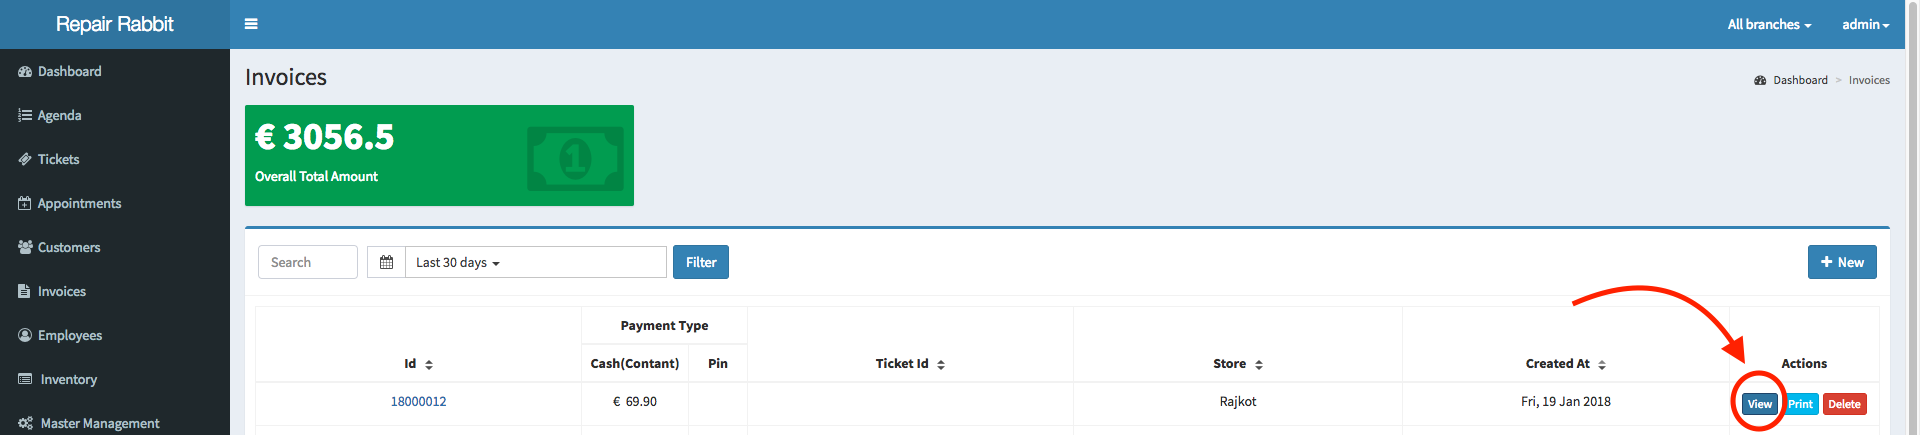 Repair Rabbit
All branches admin
Dashboard
Agenda
Tickets
Appointments
Customers
Invoices
Employees
Inventory
Master Management
Invoices
Dashboard > Invoices
€ 3056.5
Overall Total Amount
1
Search Last 30 days Filter + New
Payment Type
Id Cash(Contant) Pin Ticket Id Store Created At Actions
18000012 € 69.90 Rajkot Fri, 19 Jan 2018 View Print Delete